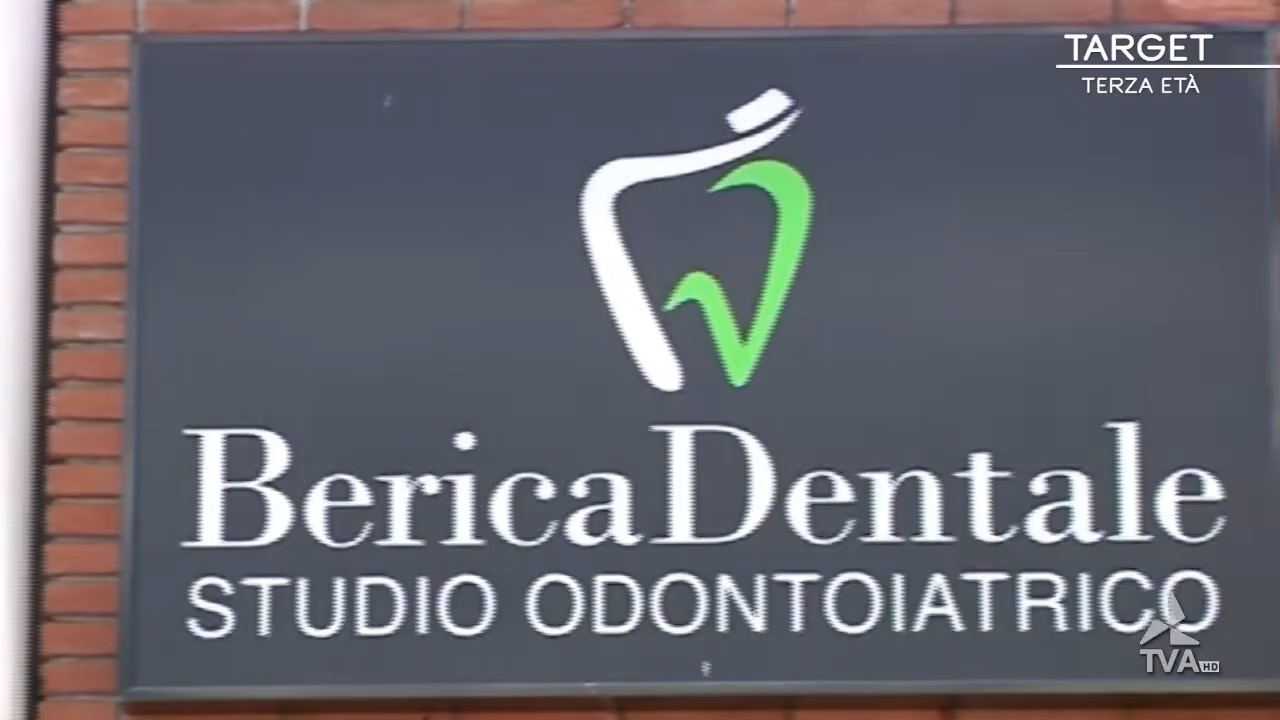 TARGET
TERZA ETÀ
BericaDentale
STUDIO ODONTOIATRICO
TVA HD